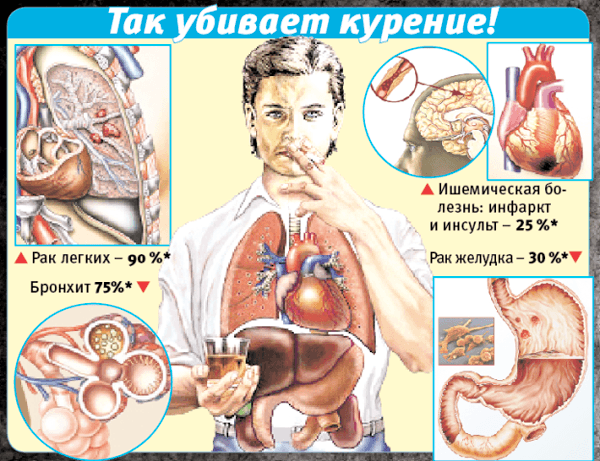 Так убивает курение!
▲ Рак легких – 90 %*
Бронхит 75%* ▼
▲ Ишемическая бо-
лезнь: инфаркт
и инсульт – 25 %*
Рак желудка – 30 %*▼